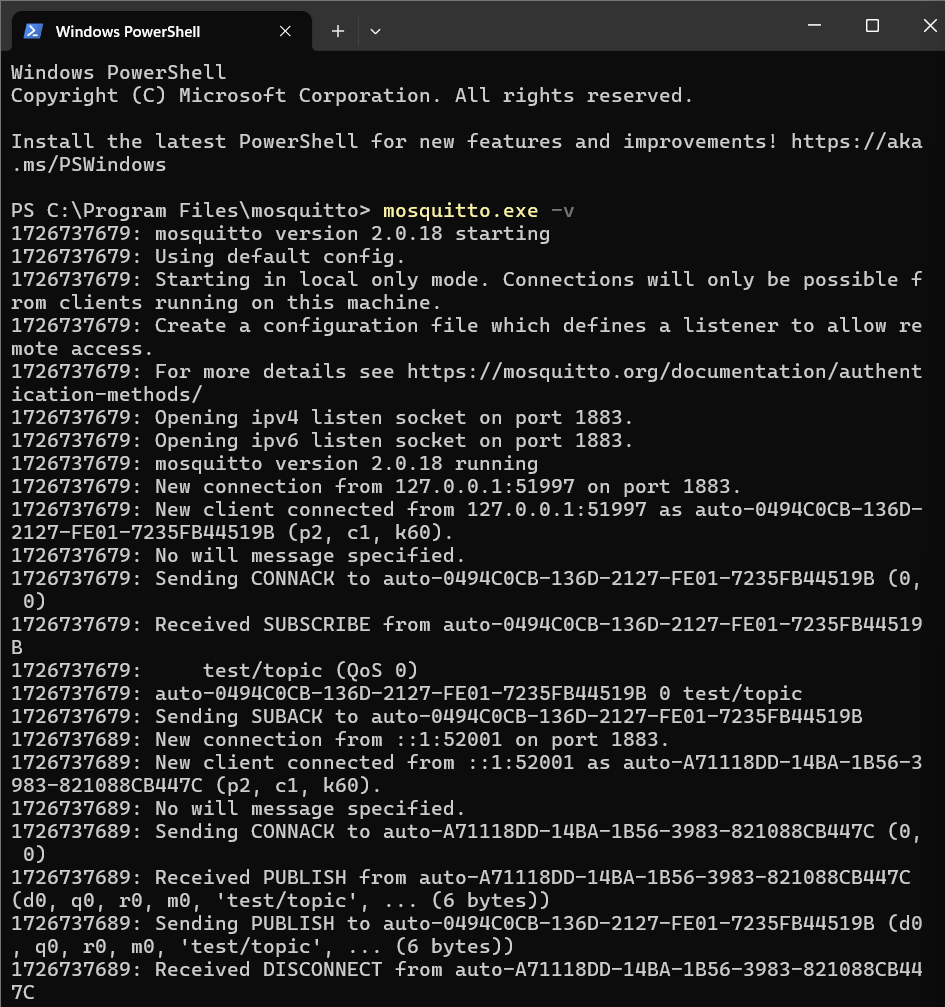 Windows PowerShell
Windows PowerShell
Copyright (C) Microsoft Corporation. All rights reserved.
Install the latest PowerShell for new features and improvements! https://aka
.ms/PSWindows
PS C:\Program Files\mosquitto> mosquitto.exe -v
1726737679: mosquitto version 2.0.18 starting
1726737679: Using default config.
1726737679: Starting in local only mode. Connections will only be possible f
rom clients running on this machine.
1726737679: Create a configuration file which defines a listener to allow re
mote access.
1726737679: For more details see https://mosquitto.org/documentation/authent
ication-methods/
1726737679: Opening ipv4 listen socket on port 1883.
1726737679: Opening ipv6 listen socket on port 1883.
1726737679: mosquitto version 2.0.18 running
1726737679: New connection from 127.0.0.1:51997 on port 1883.
1726737679: New client connected from 127.0.0.1:51997 as auto-0494C0CB-136D-
2127-FE01-7235FB44519B (p2, c1, k60).
1726737679: No will message specified.
1726737679: Sending CONNACK to auto-0494C0CB-136D-2127-FE01-7235FB44519B (0,
 0)
1726737679: Received SUBSCRIBE from auto-0494C0CB-136D-2127-FE01-7235FB44519
B
1726737679:     test/topic (QoS 0)
1726737679: auto-0494C0CB-136D-2127-FE01-7235FB44519B 0 test/topic
1726737679: Sending SUBACK to auto-0494C0CB-136D-2127-FE01-7235FB44519B
1726737689: New connection from ::1:52001 on port 1883.
1726737689: New client connected from ::1:52001 as auto-A71118DD-14BA-1B56-3
983-821088CB447C (p2, c1, k60).
1726737689: No will message specified.
1726737689: Sending CONNACK to auto-A71118DD-14BA-1B56-3983-821088CB447C (0,
 0)
1726737689: Received PUBLISH from auto-A71118DD-14BA-1B56-3983-821088CB447C
(d0, q0, r0, m0, 'test/topic', ... (6 bytes))
1726737689: Sending PUBLISH to auto-0494C0CB-136D-2127-FE01-7235FB44519B (d0
, q0, r0, m0, 'test/topic', ... (6 bytes))
1726737689: Received DISCONNECT from auto-A71118DD-14BA-1B56-3983-821088CB44
7C